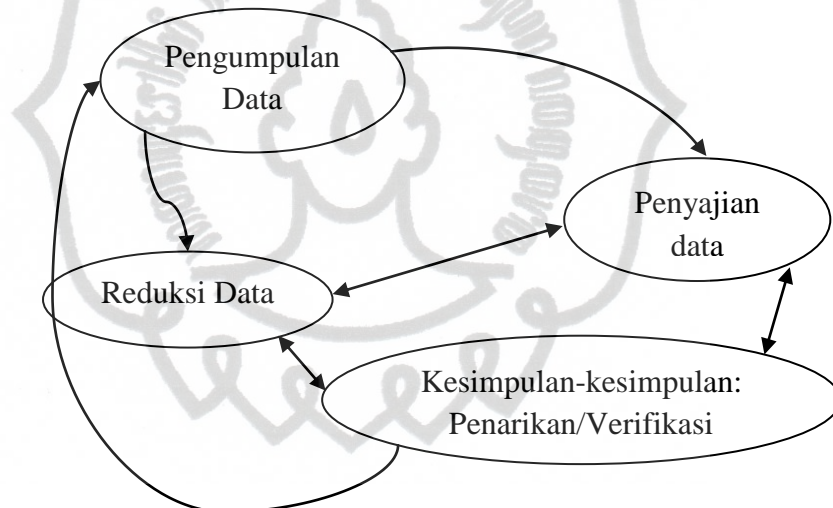 Pengumpulan
Data
Penyajian
data
Reduksi Data
Kesimpulan-kesimpulan:
Penarikan/Verifikasi